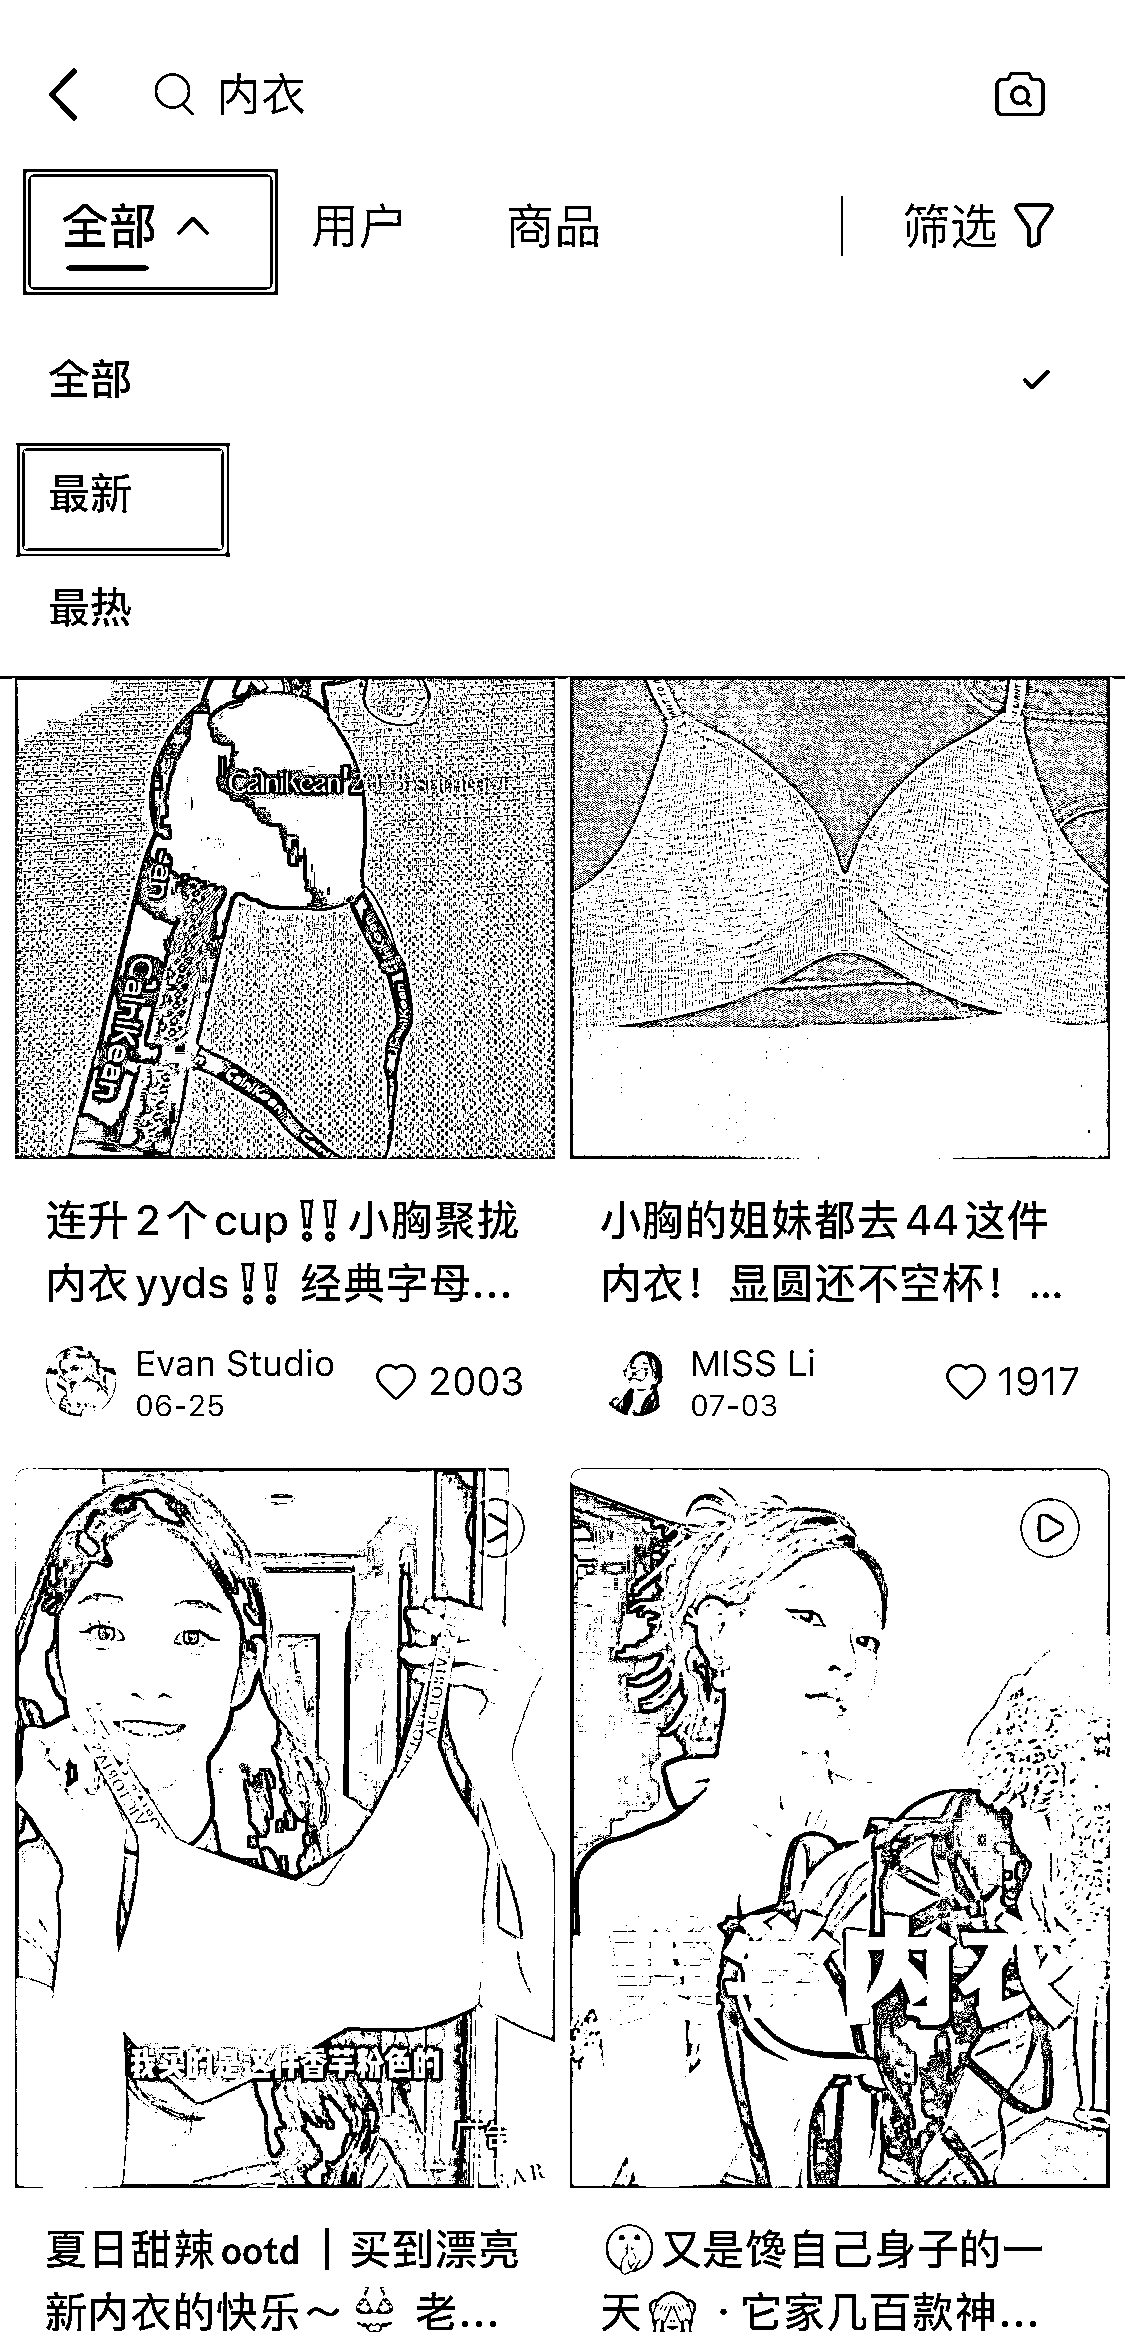 内衣
全部
用户
商品
筛选
全部
最新
最热
Calnikean
ean
CalnKean
连升2个cup‼️小胸聚拢
内衣yyds‼️ 经典字母...
Evan Studio
06-25
2003
小胸的姐妹都去44这件
内衣！显圆还不空杯！...
MISS Li
07-03
1917
我买的是这件香芋粉色的
广告
内衣
夏日甜辣ootd｜买到漂亮
新内衣的快乐～👙 老...
🤫又是馋自己身子的一
天🙈 · 它家几百款神...